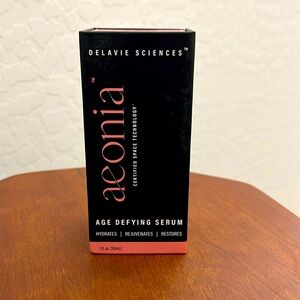 DELAVIE SCIENCES™
aeonia™
CERTIFIED SPACE TECHNOLOGY*
AGE DEFYING SERUM
HYDRATES | REJUVENATES | RESTORES
1 fl oz. (30mL)